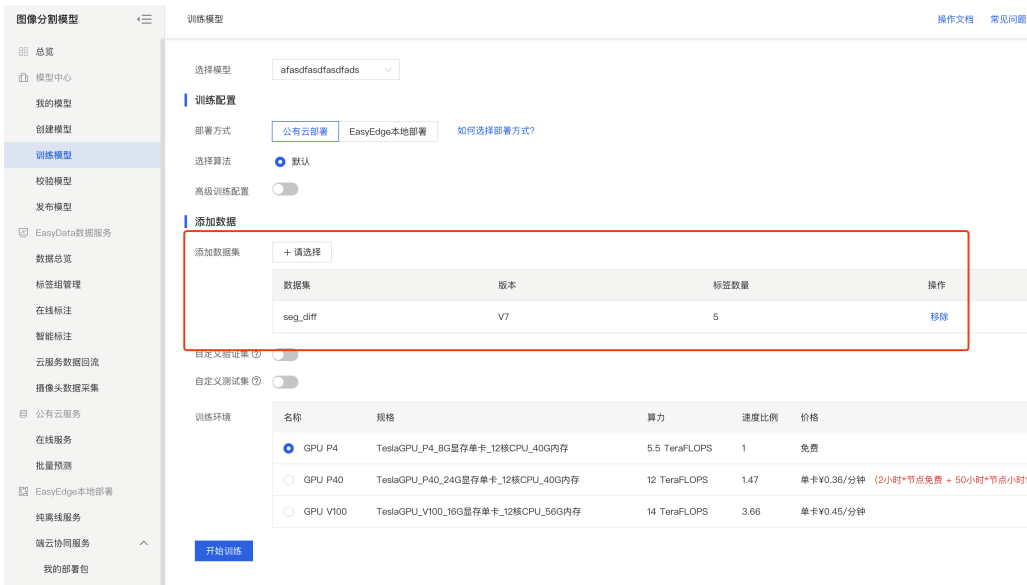 图像分割模型
总览
模型中心
我的模型
创建模型
训练模型
校验模型
发布模型
EasyData数据服务
数据总览
标签组管理
在线标注
智能标注
云服务数据回流
摄像头数据采集
公有云服务
在线服务
批量预测
EasyEdge本地部署
纯离线服务
端云协同服务
我的部署包
训练模型 操作文档 常见问题
选择模型 afasdfasdfasdfads
训练配置
部署方式 公有云部署 EasyEdge本地部署 如何选择部署方式?
选择算法 默认
高级训练配置
添加数据
添加数据集 + 请选择
数据集 版本 标签数量 操作
seg_diff V7 5 移除
自定义验证集 ?
自定义测试集 ?
训练环境 名称 规格 算力 速度比例 价格
GPU P4 TeslaGPU_P4_8G显存单卡_12核CPU_40G内存 5.5 TeraFLOPS 1 免费
GPU P40 TeslaGPU_P40_24G显存单卡_12核CPU_40G内存 12 TeraFLOPS 1.47 单卡¥0.36/分钟 (2小时*节点免费 + 50小时*节点小时
GPU V100 TeslaGPU_V100_16G显存单卡_12核CPU_56G内存 14 TeraFLOPS 3.66 单卡¥0.45/分钟
开始训练